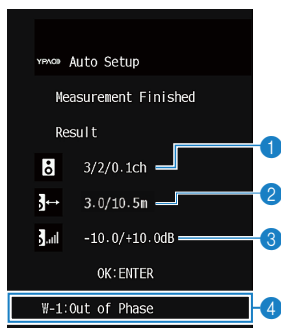 YPAO Auto Setup
Measurement Finished
Result
3/2/0.1ch
1
3.0/10.5m
2
-10.0/+10.0dB
3
OK:ENTER
W-1:Out of Phase
4